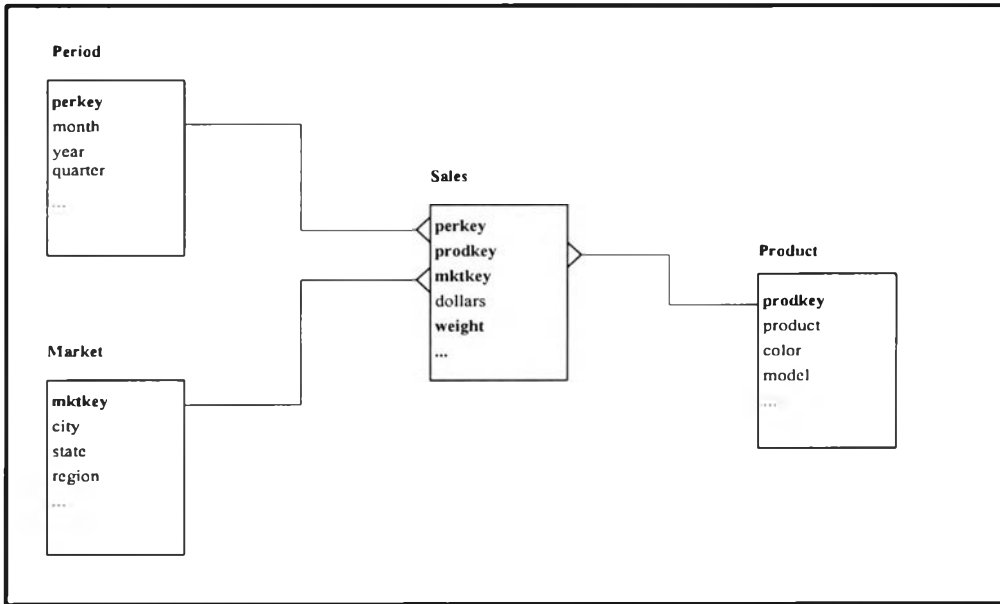 Period
perkey
month
year
quarter
...
Sales
perkey
prodkey
mktkey
dollars
weight
...
Product
prodkey
product
color
model
...
Market
mktkey
city
state
region
...